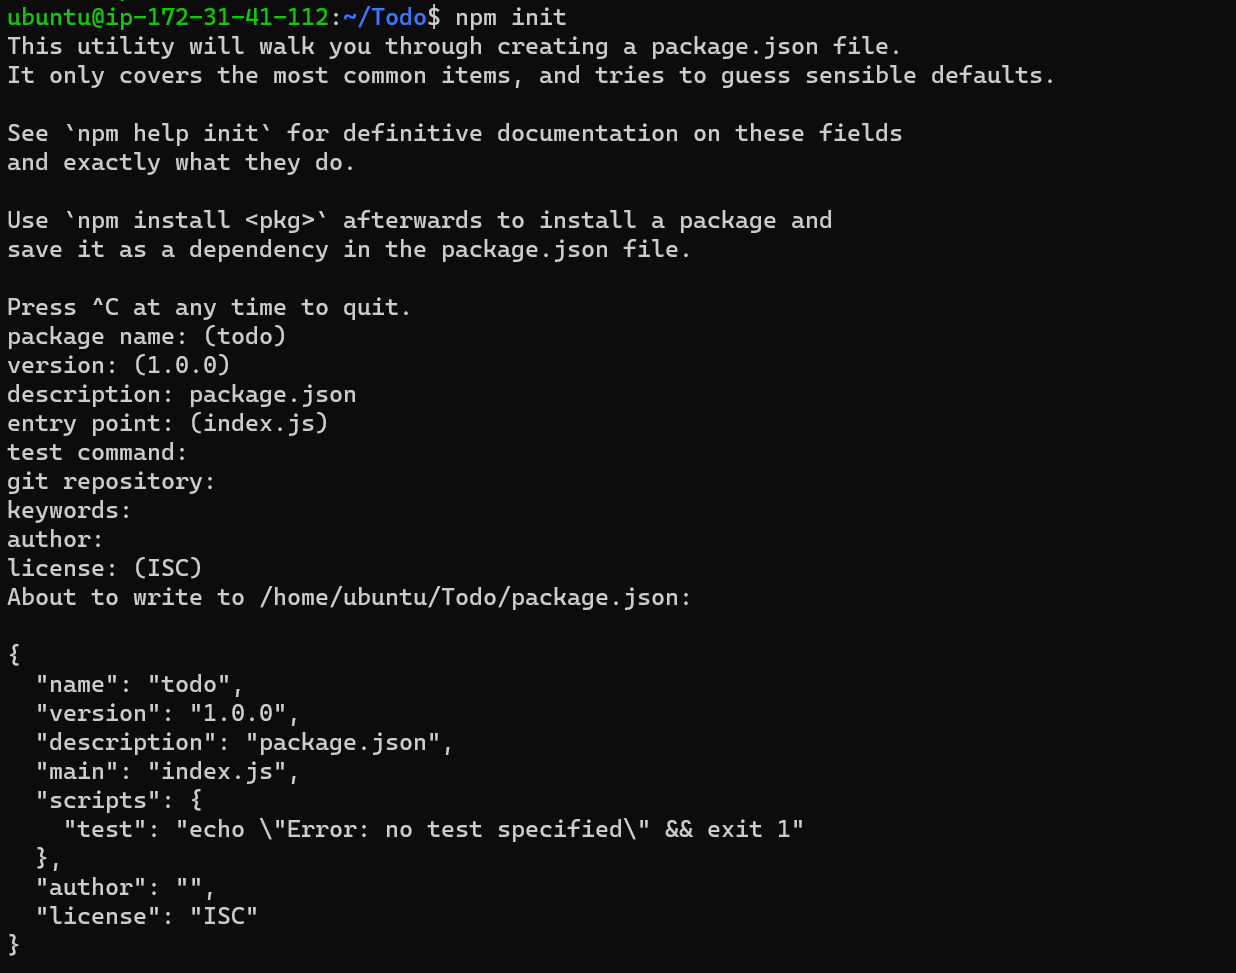 ubuntu@ip-172-31-41-112:~/Todo$ npm init
This utility will walk you through creating a package.json file.
It only covers the most common items, and tries to guess sensible defaults.

See `npm help init` for definitive documentation on these fields
and exactly what they do.

Use `npm install <pkg>` afterwards to install a package and
save it as a dependency in the package.json file.

Press ^C at any time to quit.
package name: (todo)
version: (1.0.0)
description: package.json
entry point: (index.js)
test command:
git repository:
keywords:
author:
license: (ISC)
About to write to /home/ubuntu/Todo/package.json:

{
  "name": "todo",
  "version": "1.0.0",
  "description": "package.json",
  "main": "index.js",
  "scripts": {
    "test": "echo \"Error: no test specified\" && exit 1"
  },
  "author": "",
  "license": "ISC"
}